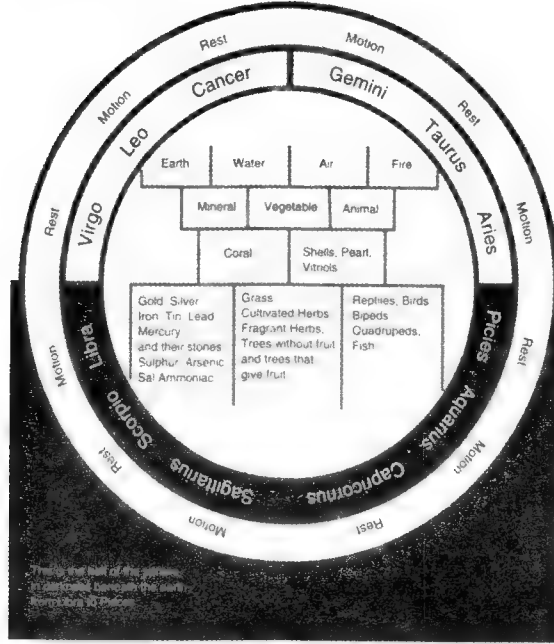 Rest
Motion
Rest
Motion
Rest
Motion
Rest
Motion
Rest
Motion
Rest
Motion
Cancer
Gemini
Taurus
Aries
Picies
Aquarius
Capricornus
Sagittarius
Scorpio
Libra
Virgo
Leo
Earth
Water
Air
Fire
Mineral
Vegetable
Animal
Coral
Shells, Pearl,
Vitriols
Gold Silver
Iron Tin Lead
Mercury
and their stones
Sulphur Arsenic
Sal Ammoniac
Grass
Cultivated Herbs
Fragrant Herbs,
Trees without fruit
and trees that
give fruit
Reptiles, Birds
Bipeds
Quadrupeds,
Fish